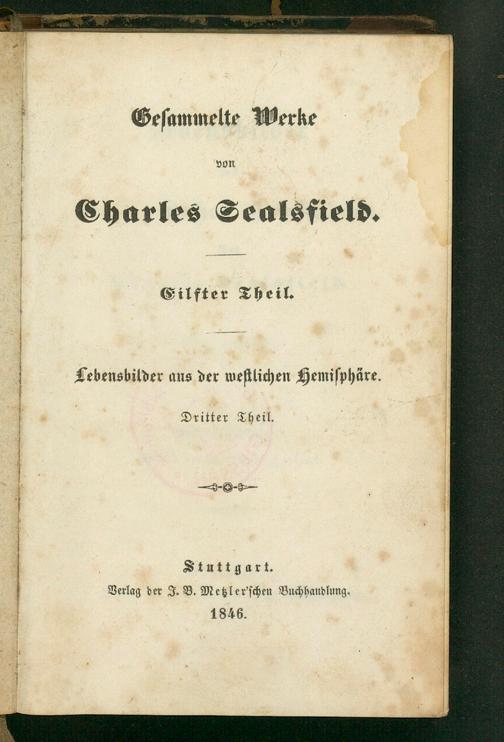 Gesammelte Werke
von
Charles Sealsfield.
Eilfter Theil.
Lebensbilder aus der westlichen Hemisphäre.
Dritter Theil.
Stuttgart.
Verlag der J. B. Metzler'schen Buchhandlung.
1846.